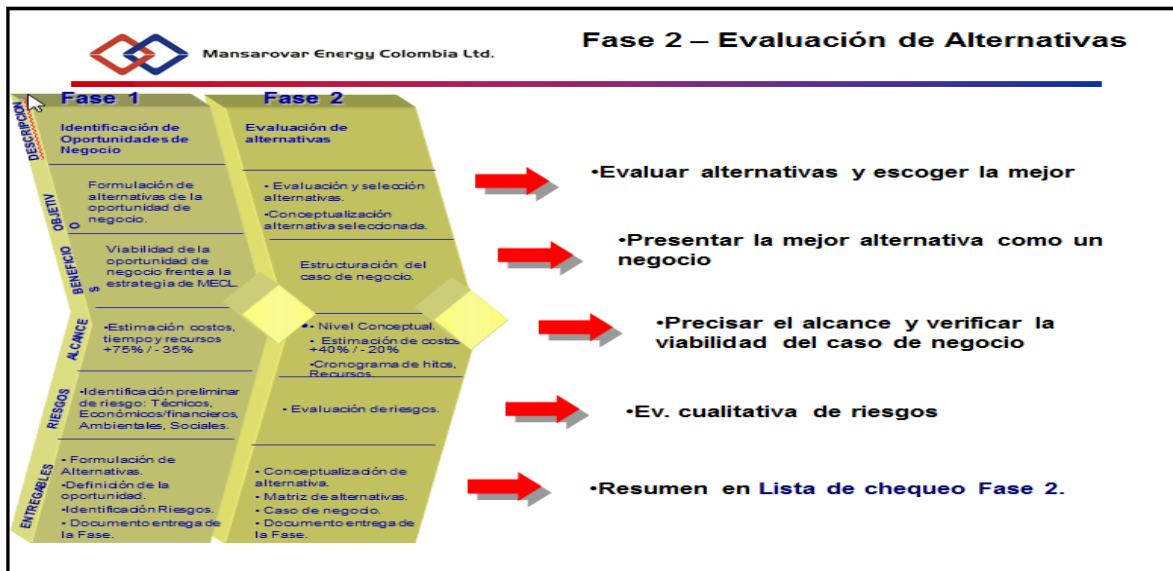 Mansarovar Energy Colombia Ltd.
Fase 2 – Evaluación de Alternativas
Fase 1
Fase 2
DESCRIPCION
Identificación de
Oportunidades de
Negocio
Evaluación de
alternativas
•Evaluar alternativas y escoger la mejor
OBJETIV
O
Formulación de
alternativas de la
oportunidad de
negocio.
• Evaluación y selección
alternativas.
•Conceptualización
alternativa seleccionada.
•Presentar la mejor alternativa como un
negocio
BENEFICIO
S
Viabilidad de la
oportunidad de
negocio frente a la
estrategia de MECL.
Estructuración del
caso de negocio.
•Precisar el alcance y verificar la
viabilidad del caso de negocio
ALCANCE
•Estimación costos,
tiempo y recursos
+75% / - 35%
•- Nivel Conceptual.
• Estimación de costos
+40% / - 20%
•Cronograma de hitos,
Recursos.
•Ev. cualitativa de riesgos
RIESGOS
•Identificación preliminar
de riesgo: Técnicos,
Económicos/financieros,
Ambientales, Sociales.
• Evaluación de riesgos.
•Resumen en Lista de chequeo Fase 2.
ENTREGABLES
• Formulación de
Alternativas.
•Definición de la
oportunidad.
•Identificación Riesgos.
• Documento entrega de
la Fase.
• Conceptualización de
alternativa.
• Matriz de alternativas.
• Caso de negocio.
• Documento entrega de
la Fase.